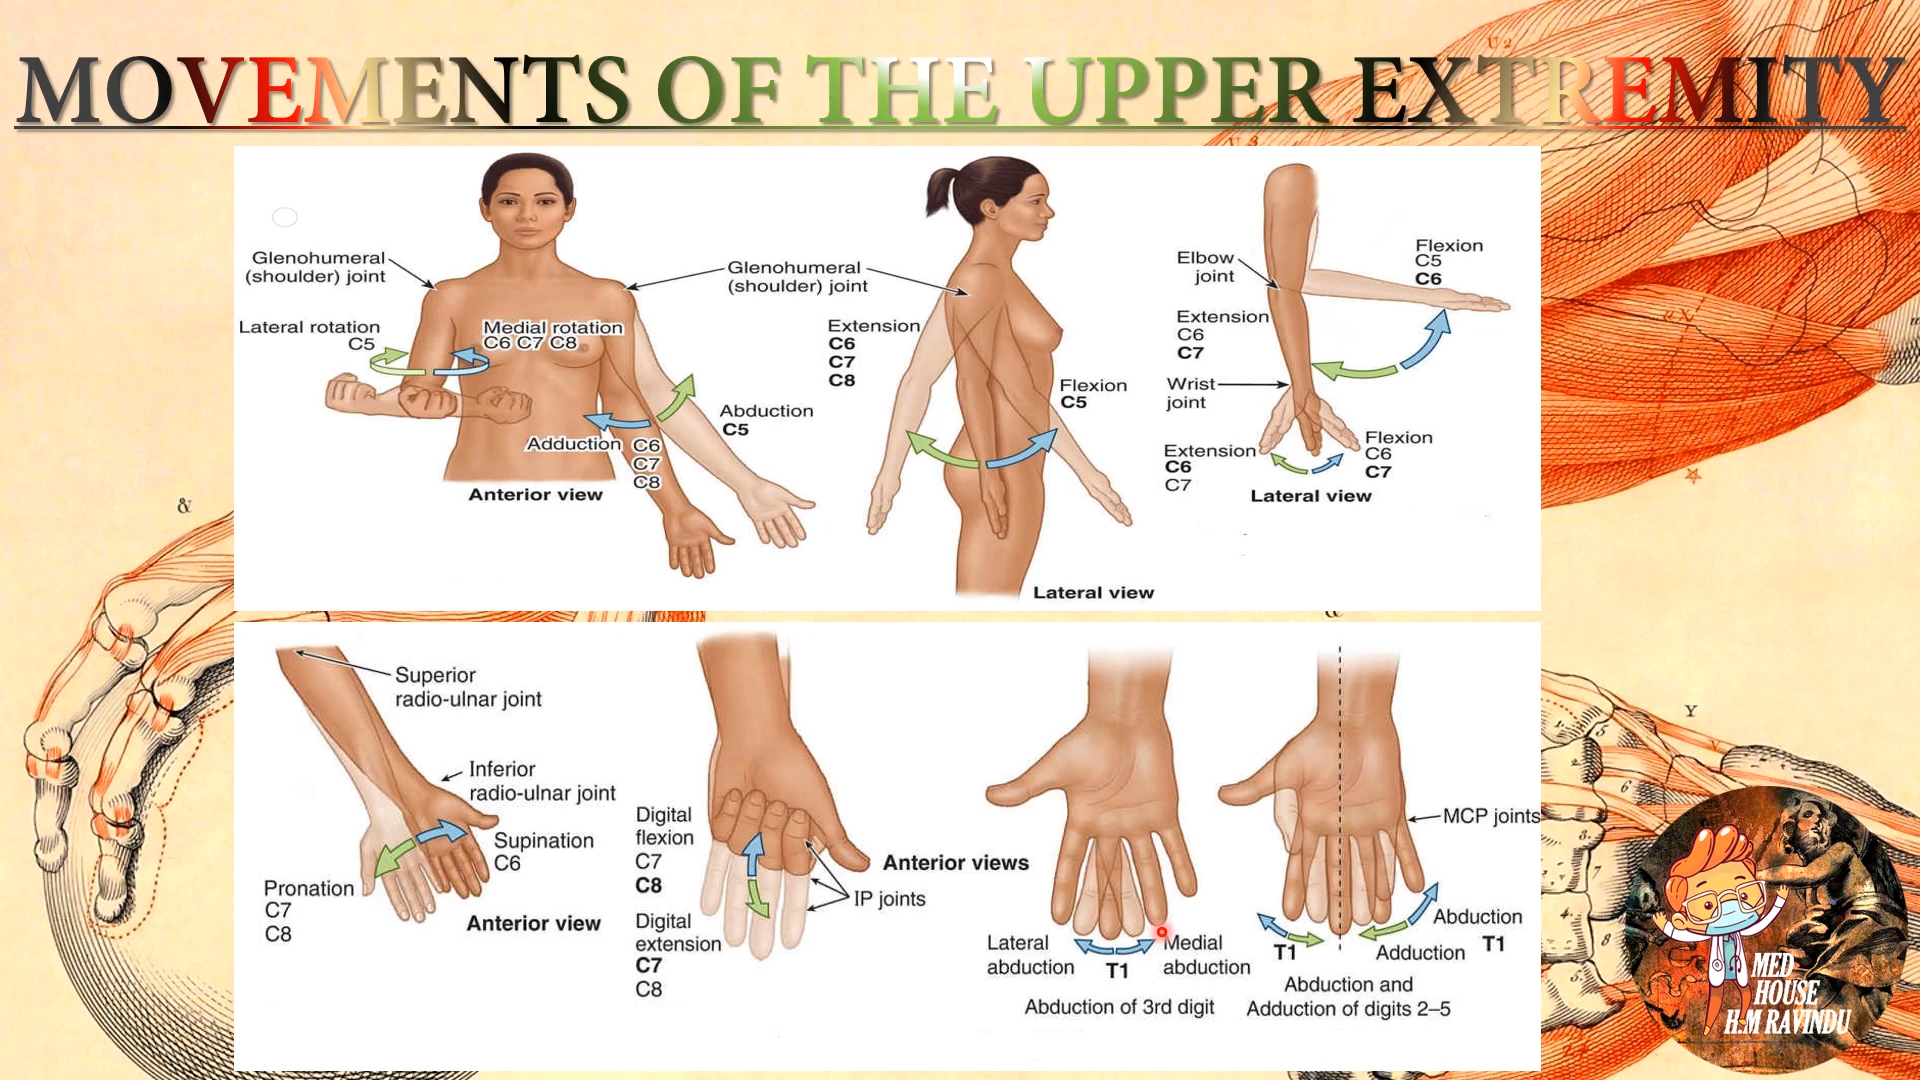 MOVEMENTS OF THE UPPER EXTREMITY
Glenohumeral
(shoulder) joint
Lateral rotation
C5
Medial rotation
C6 C7 C8
Glenohumeral
(shoulder) joint
Abduction
C5
Adduction C6
C7
C8
Anterior view
Extension
C6
C7
C8
Flexion
C5
Lateral view
Elbow
joint
Flexion
C5
C6
Extension
C6
C7
Wrist
joint
Extension
C6
C7
Flexion
C6
C7
Lateral view
Superior
radio-ulnar joint
Inferior
radio-ulnar joint
Supination
C6
Pronation
C7
C8
Anterior view
Digital
flexion
C7
C8
Digital
extension
C7
C8
IP joints
Anterior views
Lateral
abduction
T1
Medial
abduction
Abduction of 3rd digit
MCP joints
T1
Abduction
Adduction
T1
Abduction and
Adduction of digits 2–5
&
U 2
Y
MED
HOUSE
H.M RAVINDU